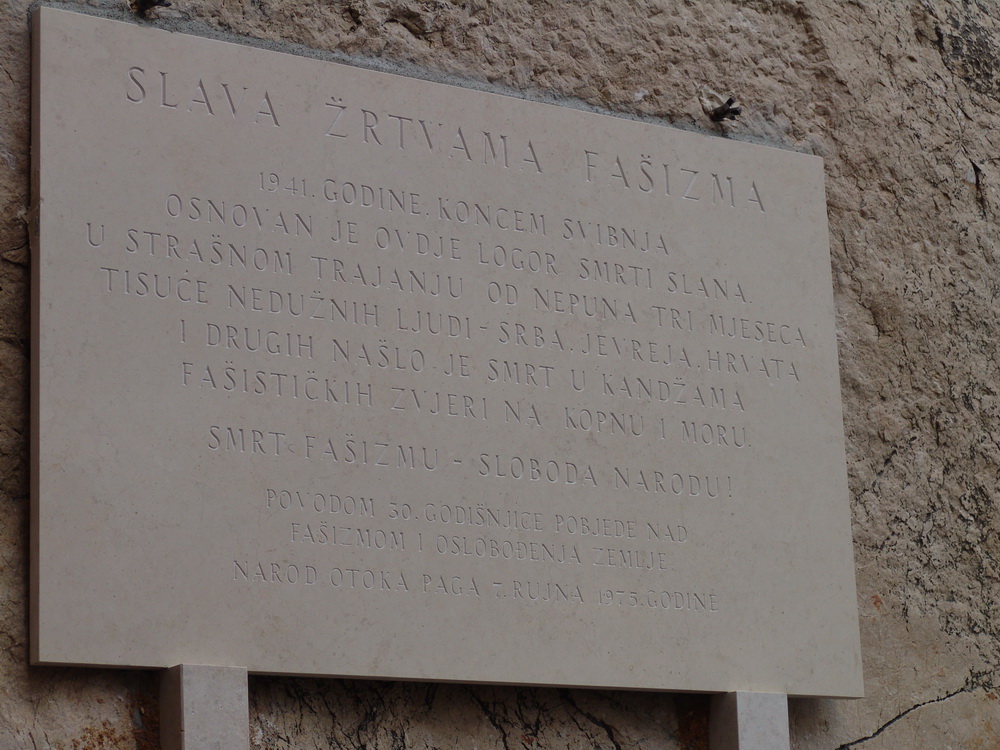 SLAVA ŽRTVAMA FAŠIZMA
1941. GODINE, KONCEM SVIBNJA
OSNOVAN JE OVDJE LOGOR SMRTI SLANA.
U STRAŠNOM TRAJANJU OD NEPUNA TRI MJESECA
TISUĆE NEDUŽNIH LJUDI - SRBA, JEVREJA, HRVATA
I DRUGIH NAŠLO JE SMRT U KANDŽAMA
FAŠISTIČKIH ZVJERI NA KOPNU I MORU.
SMRT FAŠIZMU - SLOBODA NARODU!
POVODOM 30. GODIŠNJICE POBJEDE NAD
FAŠIZMOM I OSLOBOĐENJA ZEMLJE
NAROD OTOKA PAGA 7. RUJNA 1975. GODINE